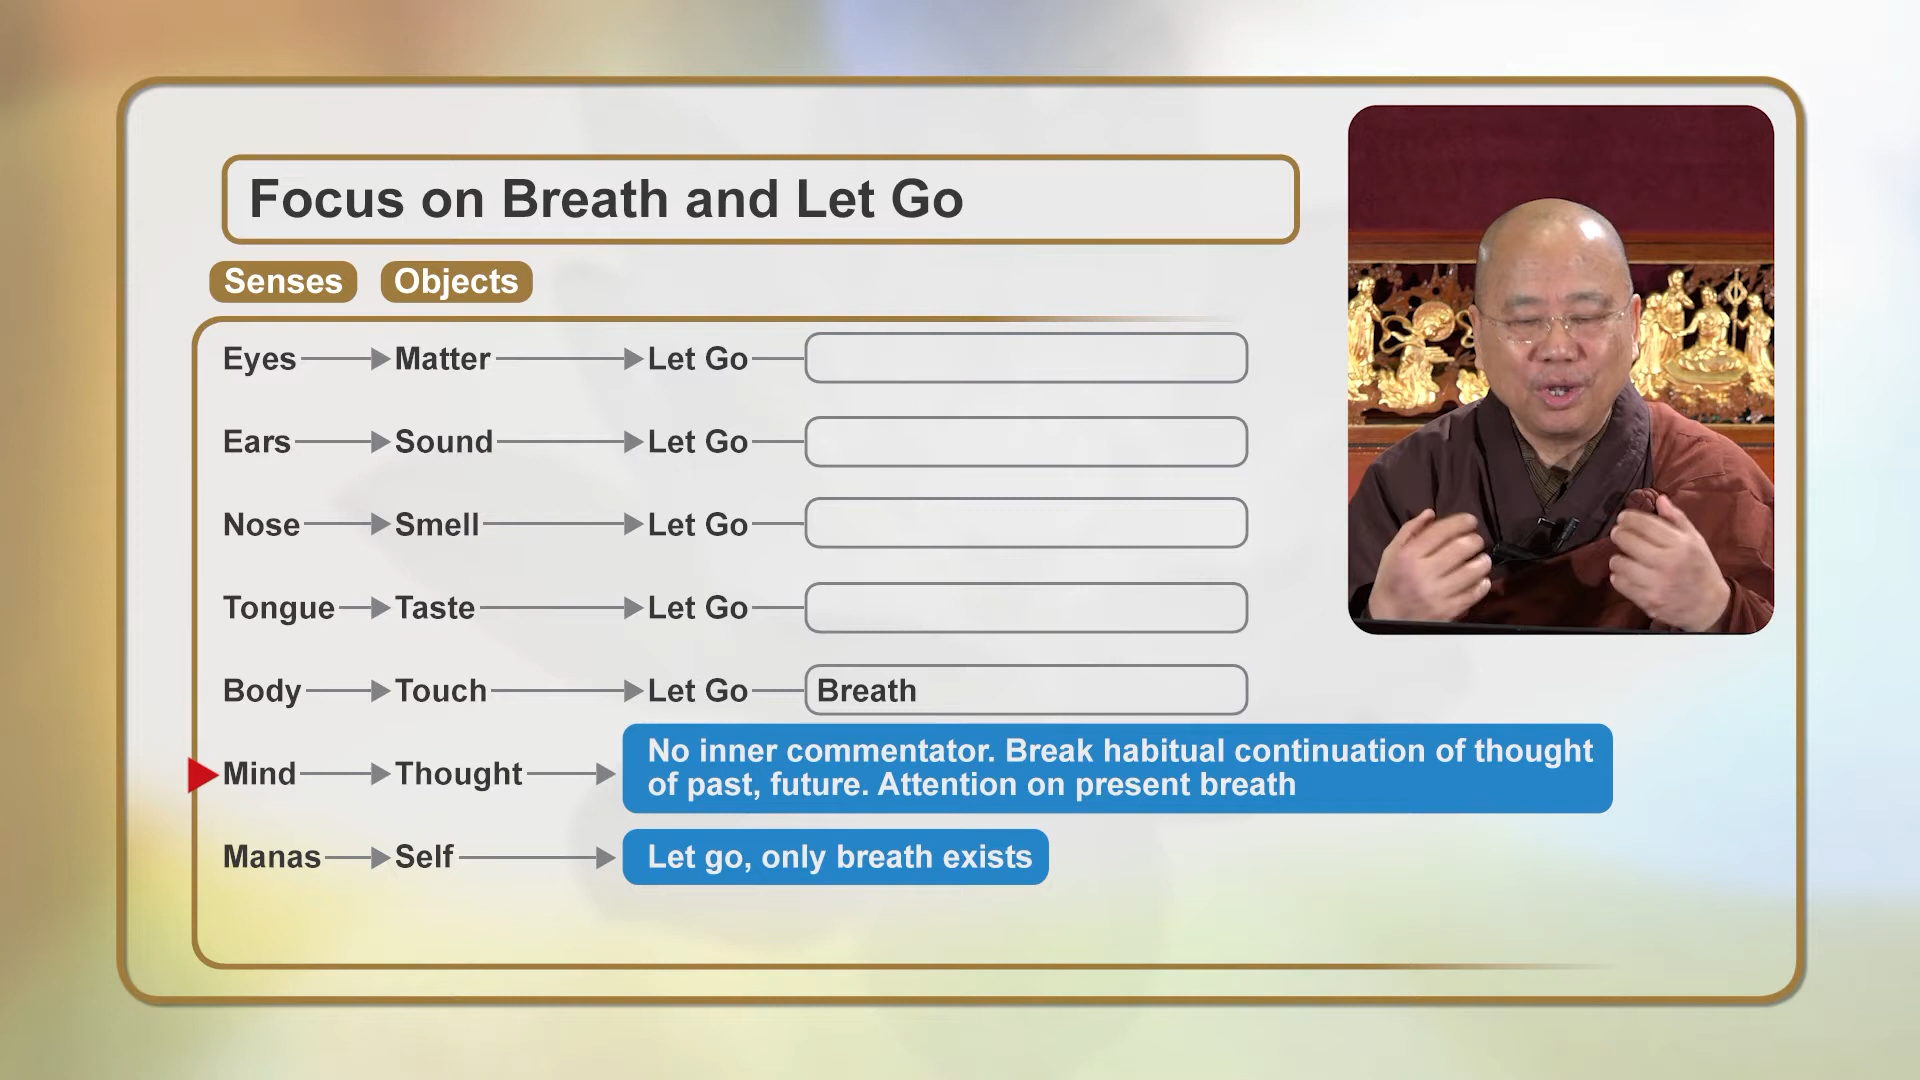 Focus on Breath and Let Go
Senses Objects
Eyes Matter Let Go
Ears Sound Let Go
Nose Smell Let Go
Tongue Taste Let Go
Body Touch Let Go Breath
Mind Thought No inner commentator. Break habitual continuation of thought
of past, future. Attention on present breath
Manas Self Let go, only breath exists